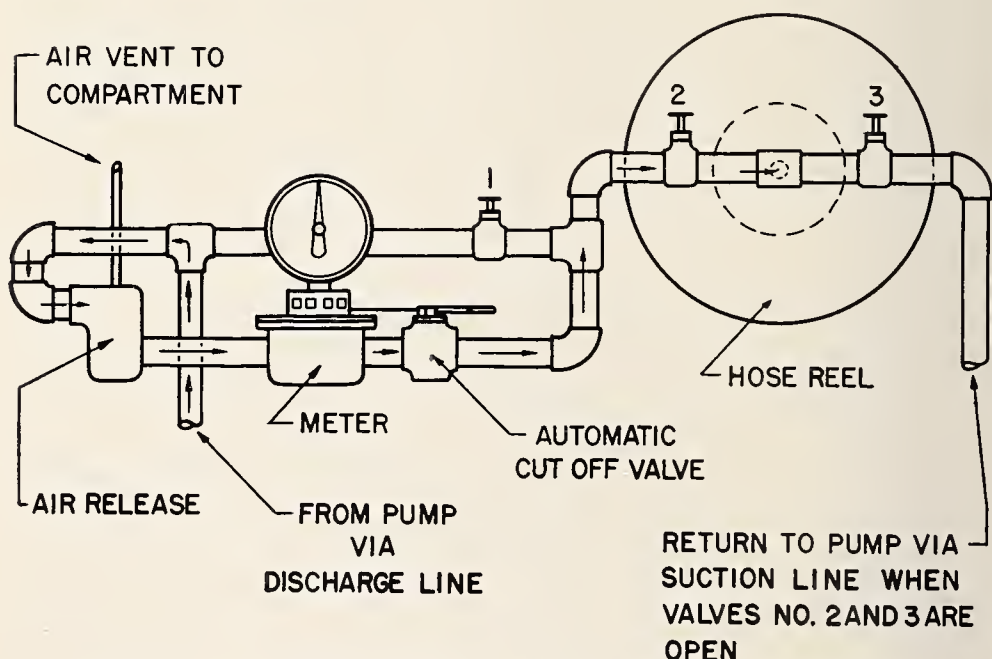 AIR VENT TO
COMPARTMENT
1
2
3
HOSE REEL
METER
AUTOMATIC
CUT OFF VALVE
AIR RELEASE
FROM PUMP
VIA
DISCHARGE LINE
RETURN TO PUMP VIA
SUCTION LINE WHEN
VALVES NO. 2 AND 3 ARE
OPEN